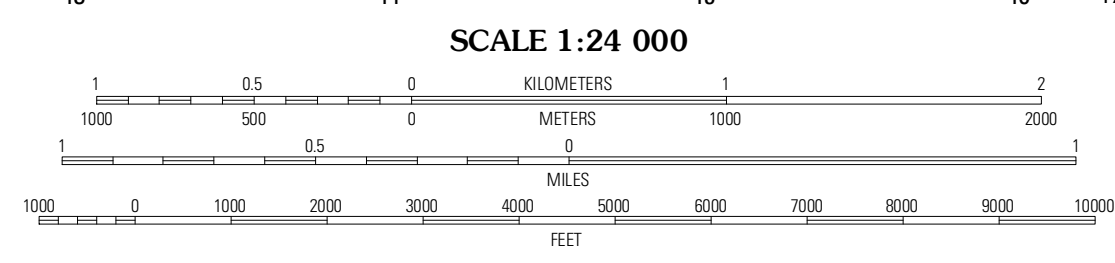 SCALE 1:24 000
1 0.5 0 KILOMETERS 1 2
1000 500 0 METERS 1000 2000
1 0.5 0 1
MILES
1000 0 1000 2000 3000 4000 5000 6000 7000 8000 9000 10000
FEET